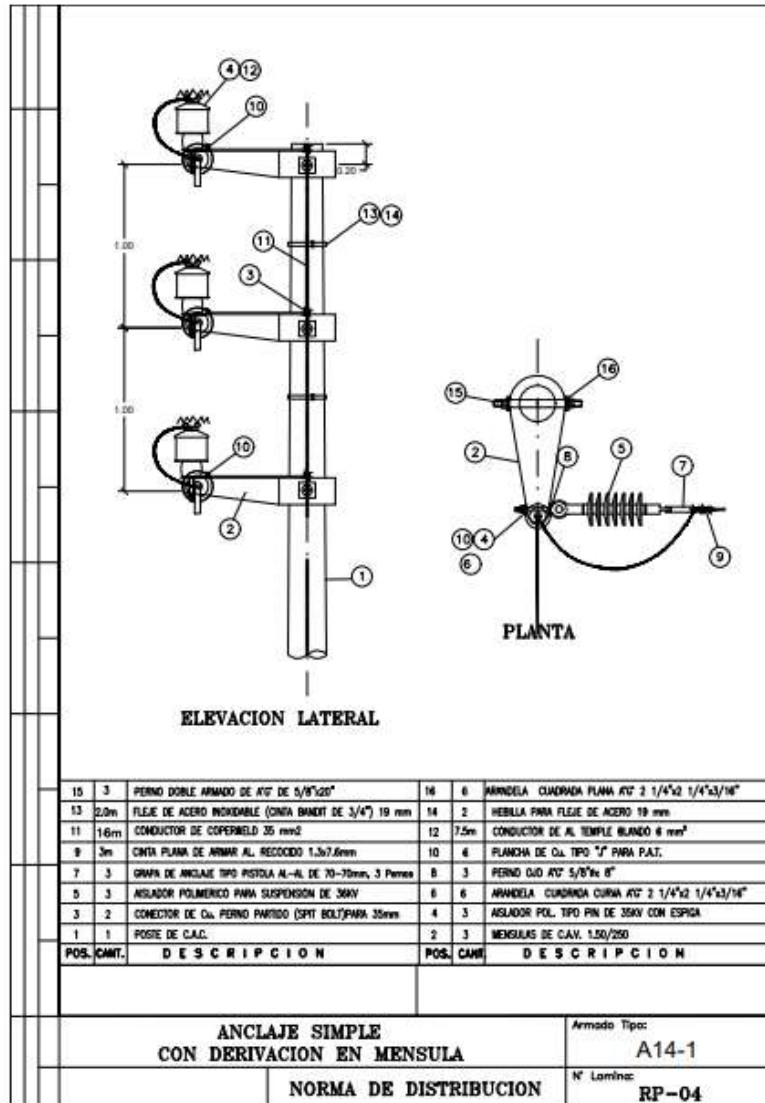 4 12
10
0.20
13 14
11
1.00
3
16
15
5
2
8
7
10
1.00
10 4
9
2
6
1
PLANTA
ELEVACION LATERAL
15 3 PERNO DOBLE ARMADO DE A°G° DE 5/8"x20" 16 6 ARANDELA CUADRADA PLANA A°G° 2 1/4"x2 1/4"x3/16"
13 2.0m FLEJE DE ACERO INOXIDABLE (CINTA BANDIT DE 3/4") 19 mm 14 2 HEBILLA PARA FLEJE DE ACERO 19 mm
11 16m CONDUCTOR DE COPERWELD 35 mm2 12 7.5m CONDUCTOR DE AL TEMPLE BLANDO 6 mm²
9 3m CINTA PLANA DE ARMAR AL. RECOCIDO 1.3x7.6mm 10 6 PLANCHA DE Cu. TIPO "J" PARA P.A.T.
7 3 GRAPA DE ANCLAJE TIPO PISTOLA AL-AL DE 70-70mm, 3 Pernos 8 3 PERNO OJO A°G° 5/8"x 8"
5 3 AISLADOR POLIMERICO PARA SUSPENSIÓN DE 36KV 6 6 ARANDELA CUADRADA CURVA A°G° 2 1/4"x2 1/4"x3/16"
3 2 CONECTOR DE Cu. PERNO PARTIDO (SPIT BOLT)PARA 35mm 4 3 AISLADOR POL. TIPO PIN DE 35KV CON ESPIGA
1 1 POSTE DE C.A.C. 2 3 MENSULAS DE C.A.V. 1.50/250
POS. CANT. DESCRIPCION POS. CANT. DESCRIPCION
ANCLAJE SIMPLE
CON DERIVACION EN MENSULA
Armado Tipo:
A14-1
NORMA DE DISTRIBUCION
N° Lamina:
RP-04